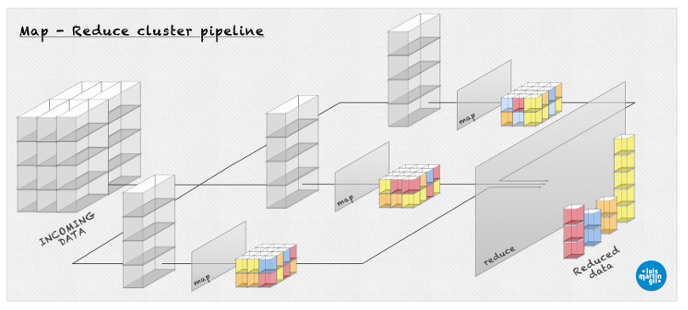 Map - Reduce cluster pipeline
map
map
INCOMING
DATA
map
reduce
Reduced
data
luis
martin
gil